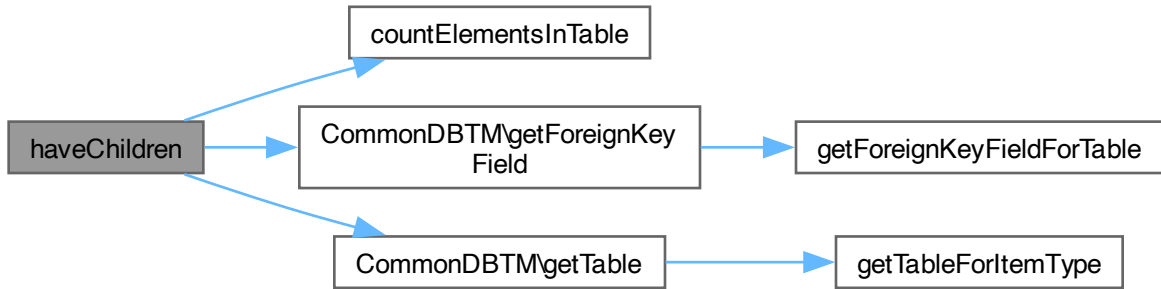 countElementsInTable
haveChildren
CommonDBTM\getForeignKey
Field
getForeignKeyFieldForTable
CommonDBTM\getTable
getTableForItemType